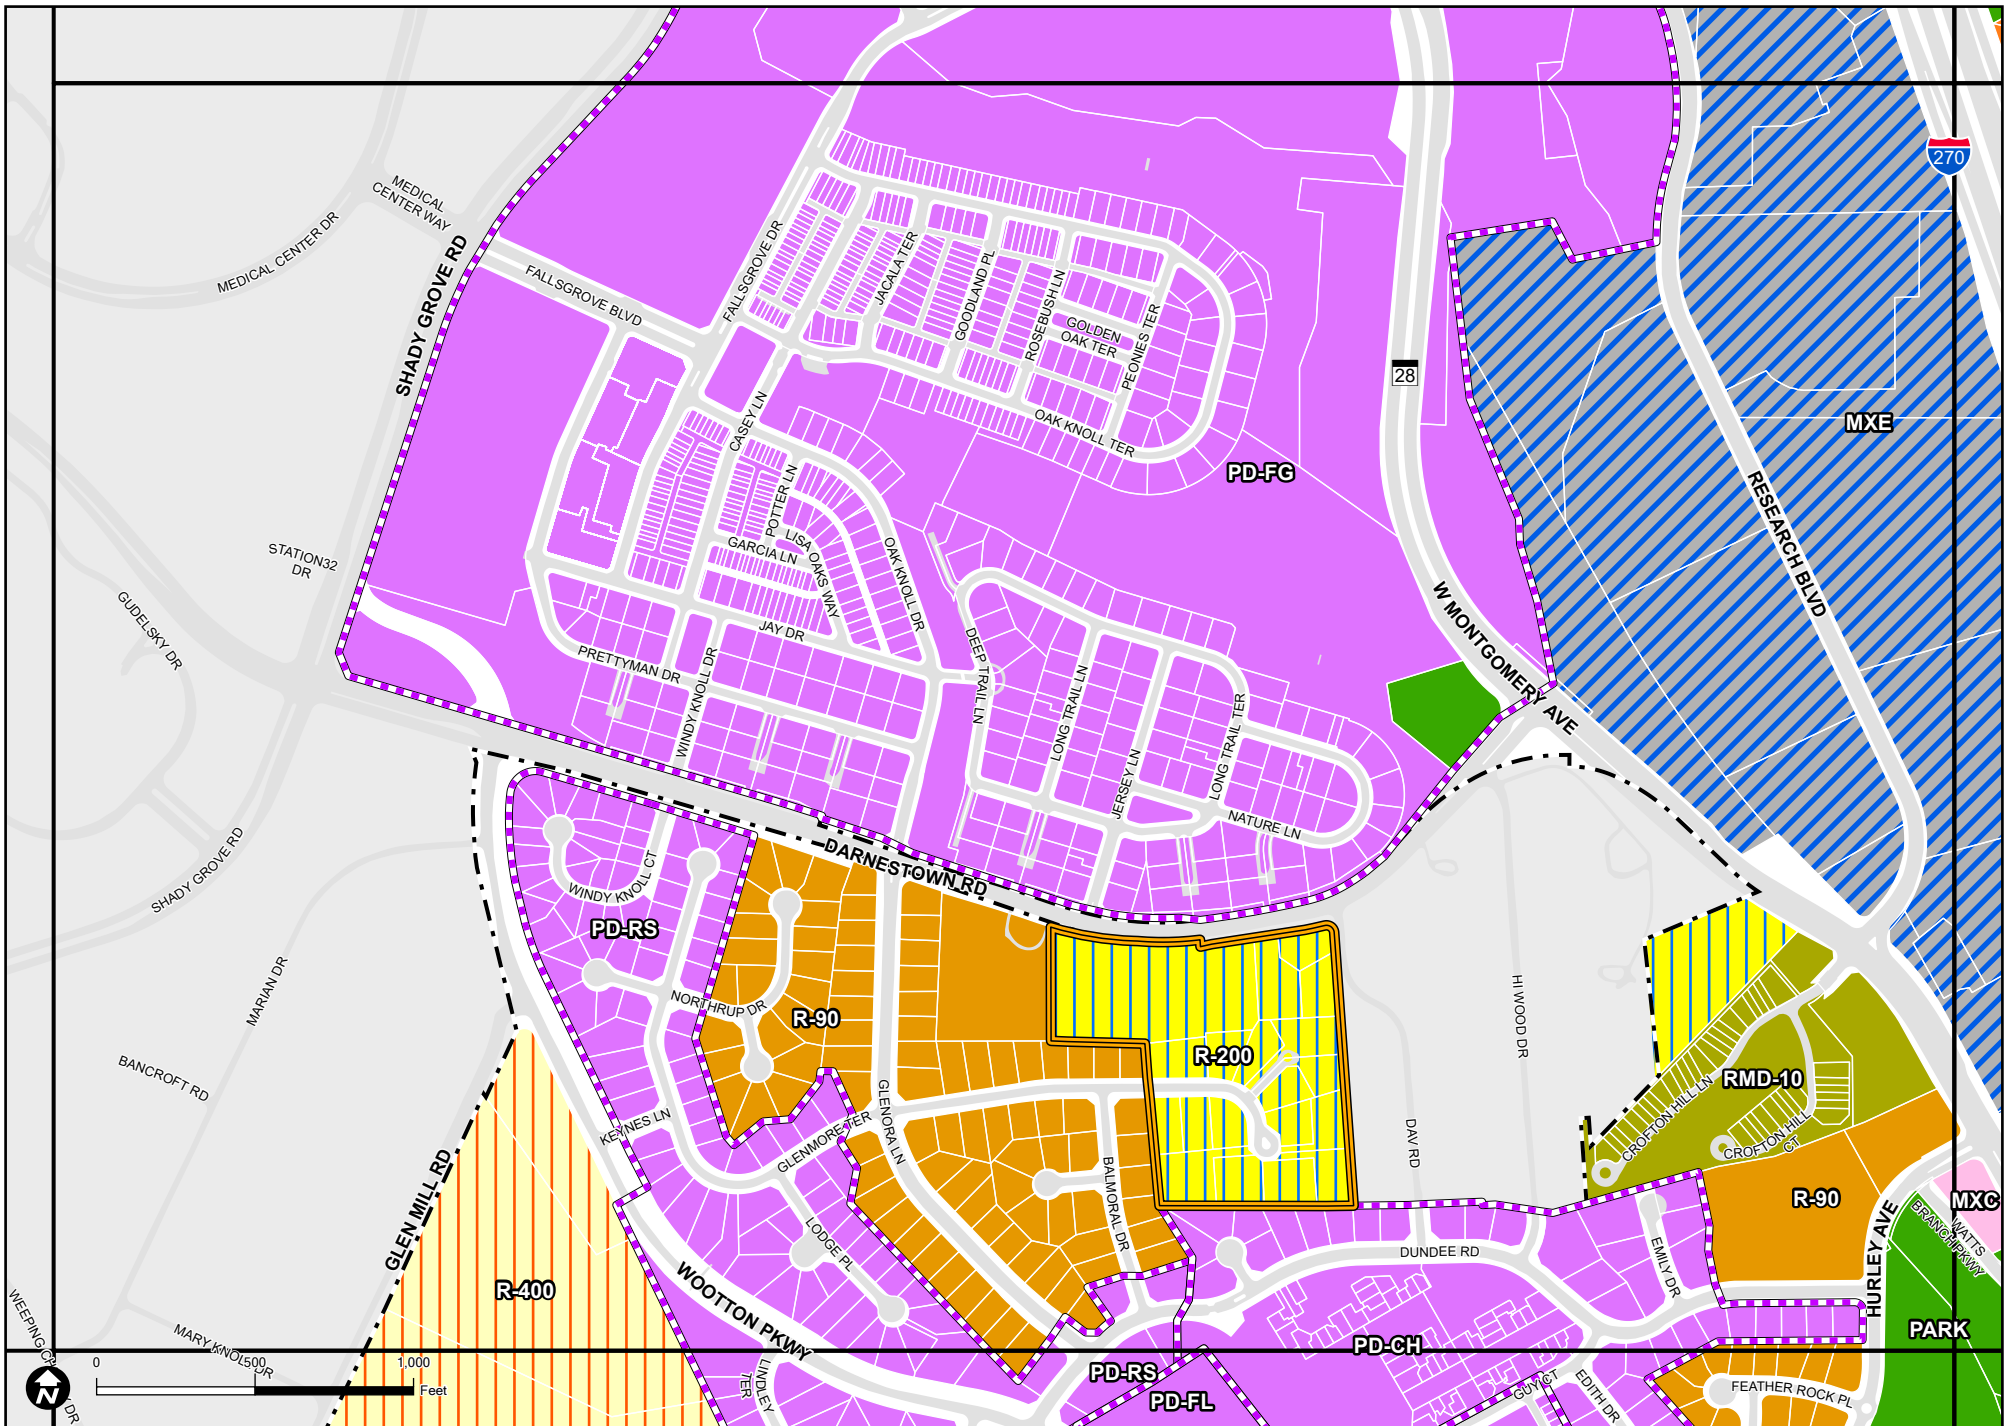 270
MEDICAL
CENTER WAY
MEDICAL CENTER DR
SHADY GROVE RD
FALLSGROVE BLVD
FALLSGROVE DR
JACALA TER
GOODLAND PL
ROSEBUSH LN
GOLDEN
OAK TER
PEONIES TER
28
OAK KNOLL TER
CASEY LN
MXE
PD-FG
RESEARCH BLVD
POTTER LN
LISA OAKS WAY
GARCIA LN
OAK KNOLL DR
STATION32
DR
GUDELSKY DR
W MONTGOMERY AVE
JAY DR
PRETTYMAN DR
WINDY KNOLL DR
DEEP TRAIL LN
LONG TRAIL LN
JERSEY LN
LONG TRAIL TER
NATURE LN
DARNESTOWN RD
SHADY GROVE RD
WINDY KNOLL CT
PD-RS
MARIAN DR
NORTHRUP DR
R-90
HI WOOD DR
R-200
RMD-10
BANCROFT RD
CROFTON HILL LN
CROFTON HILL
CT
KEYNES LN
GLENMORE TER
GLENORA LN
BALMORAL DR
DAVI RD
GLEN MILL RD
R-90
MXC
WATTS
BRANCH PKWY
HURLEY AVE
LODGE PL
DUNDEE RD
EMILY DR
R-400
WOOTTON PKWY
PARK
MARY KNOLL DR
PD-CH
PD-RS
PD-FL
GUY CT
EDITH DR
FEATHER ROCK PL
LINDLEY
TER
DR
N
0 500 1,000
Feet